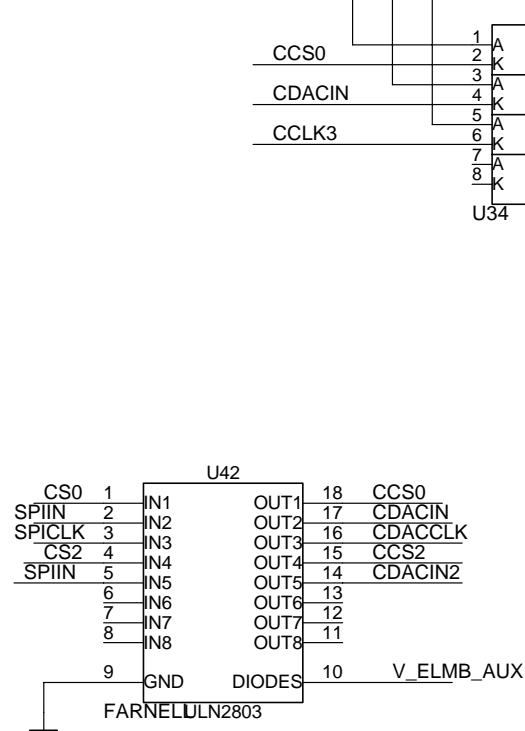 1 A
CCS0 2 K
3 A
CDACIN 4 K
5 A
CCLK3 6 K
7 A
8 K
U34
U42
CS0 1 IN1 OUT1 18 CCS0
SPIIN 2 IN2 OUT2 17 CDACIN
SPICLK 3 IN3 OUT3 16 CDACCLK
CS2 4 IN4 OUT4 15 CCS2
SPIIN 5 IN5 OUT5 14 CDACIN2
6 IN6 OUT6 13
7 IN7 OUT7 12
8 IN8 OUT8 11
9 GND DIODES 10 V_ELMB_AUX
FARNELL ULN2803